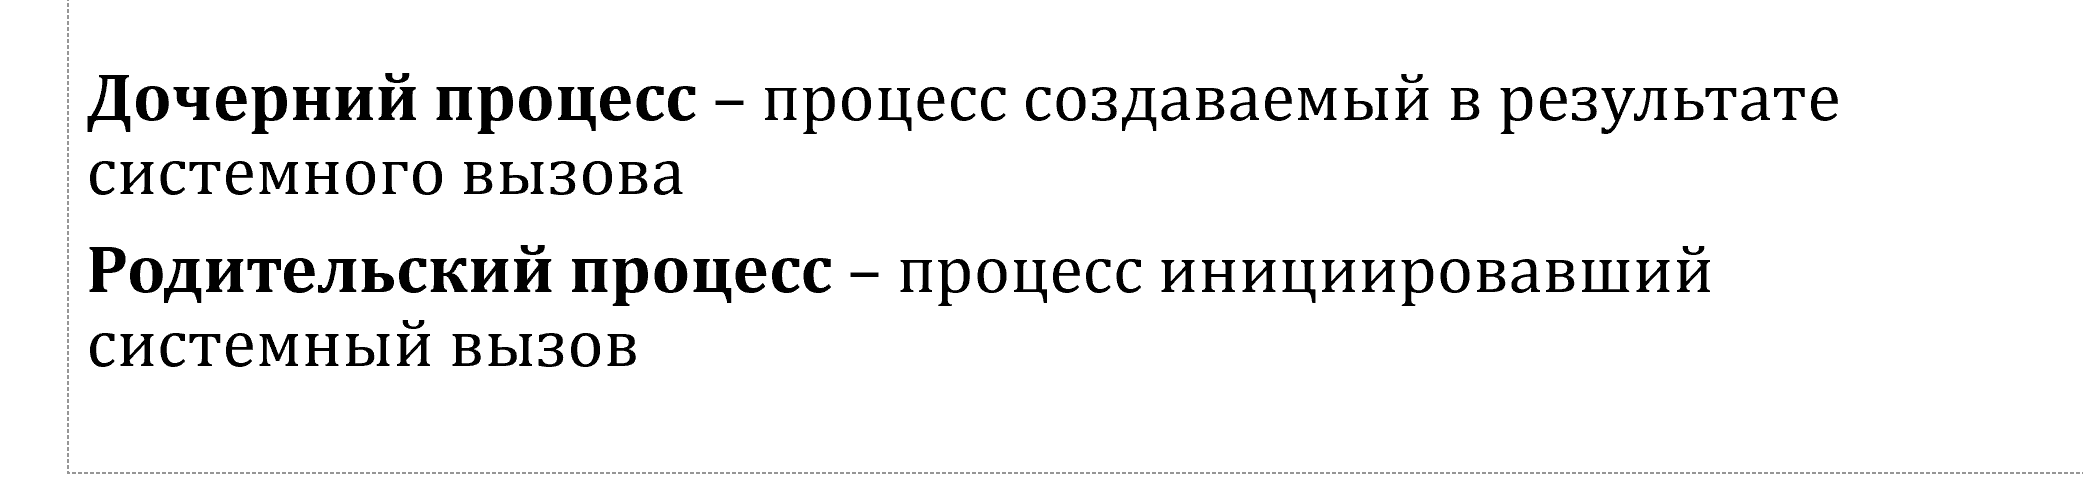 Дочерний процесс – процесс создаваемый в результате
системного вызова
Родительский процесс – процесс инициировавший
системный вызов